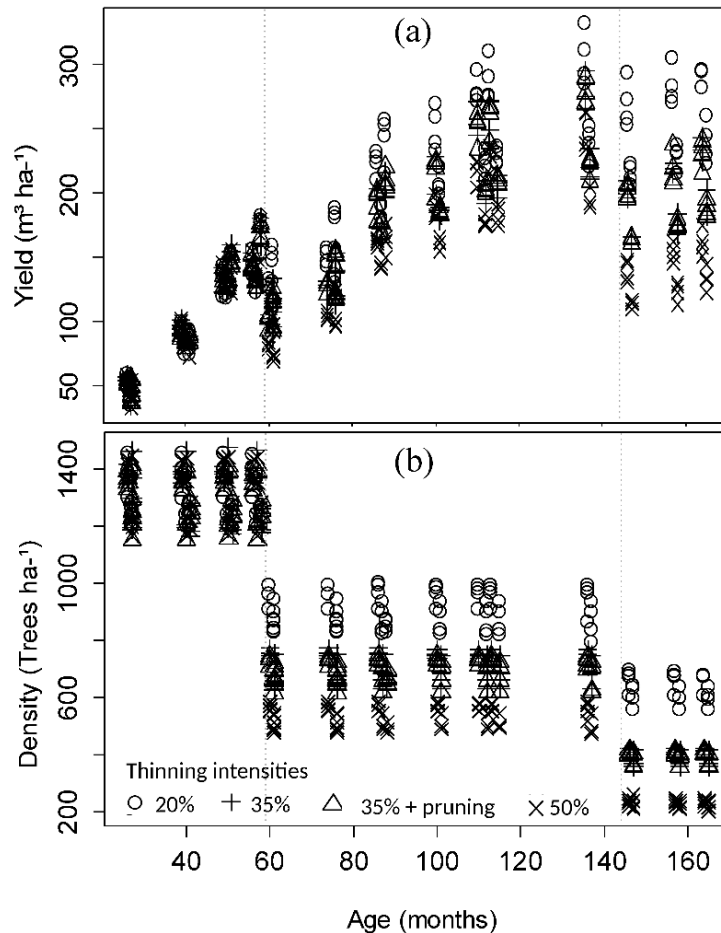 (a)
Yield (m³ ha-¹)
300
200
100
50
(b)
Density (Trees ha-¹)
1400
1000
600
200
Thinning intensities
20% 35% 35% + pruning 50%
40 60 80 100 120 140 160
Age (months)